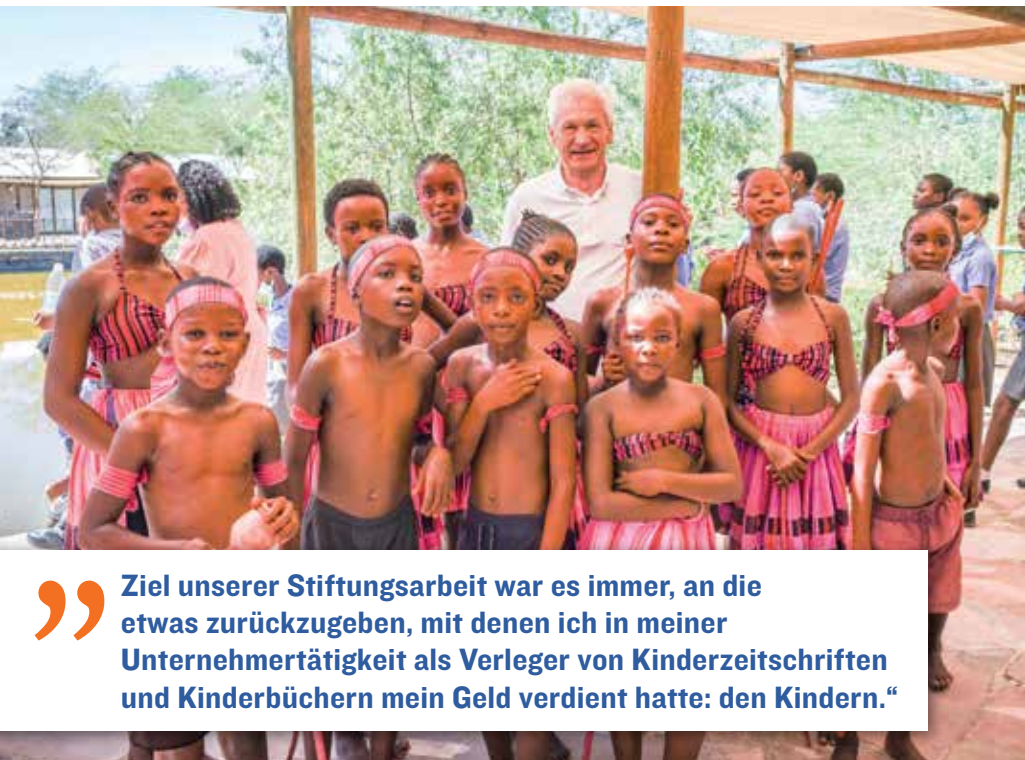 „Ziel unserer Stiftungsarbeit war es immer, an die
etwas zurückzugeben, mit denen ich in meiner
Unternehmertätigkeit als Verleger von Kinderzeitschriften
und Kinderbüchern mein Geld verdient hatte: den Kindern.“